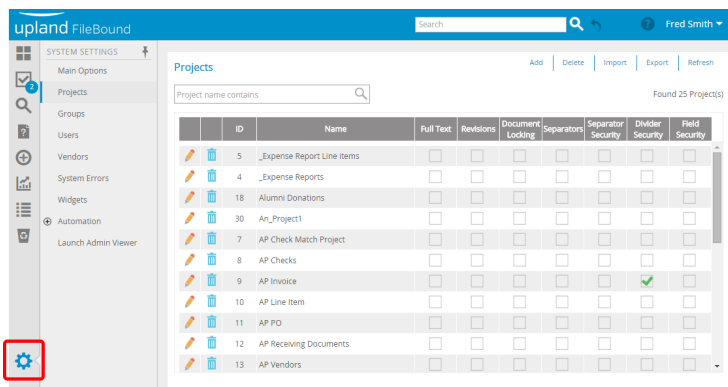 upland FileBound
Search
?
Fred Smith
SYSTEM SETTINGS
Main Options
Projects
Groups
Users
Vendors
System Errors
Widgets
Automation
Launch Admin Viewer
2
?
Projects
Add | Delete | Import | Export | Refresh
Project name contains
Found 25 Project(s)
ID Name Full Text Revisions Document Locking Separators Separator Security Divider Security Field Security
5 _Expense Report Line Items
4 _Expense Reports
18 Alumni Donations
30 An_Project1
7 AP Check Match Project
8 AP Checks
9 AP Invoice
10 AP Line Item
11 AP PO
12 AP Receiving Documents
13 AP Vendors